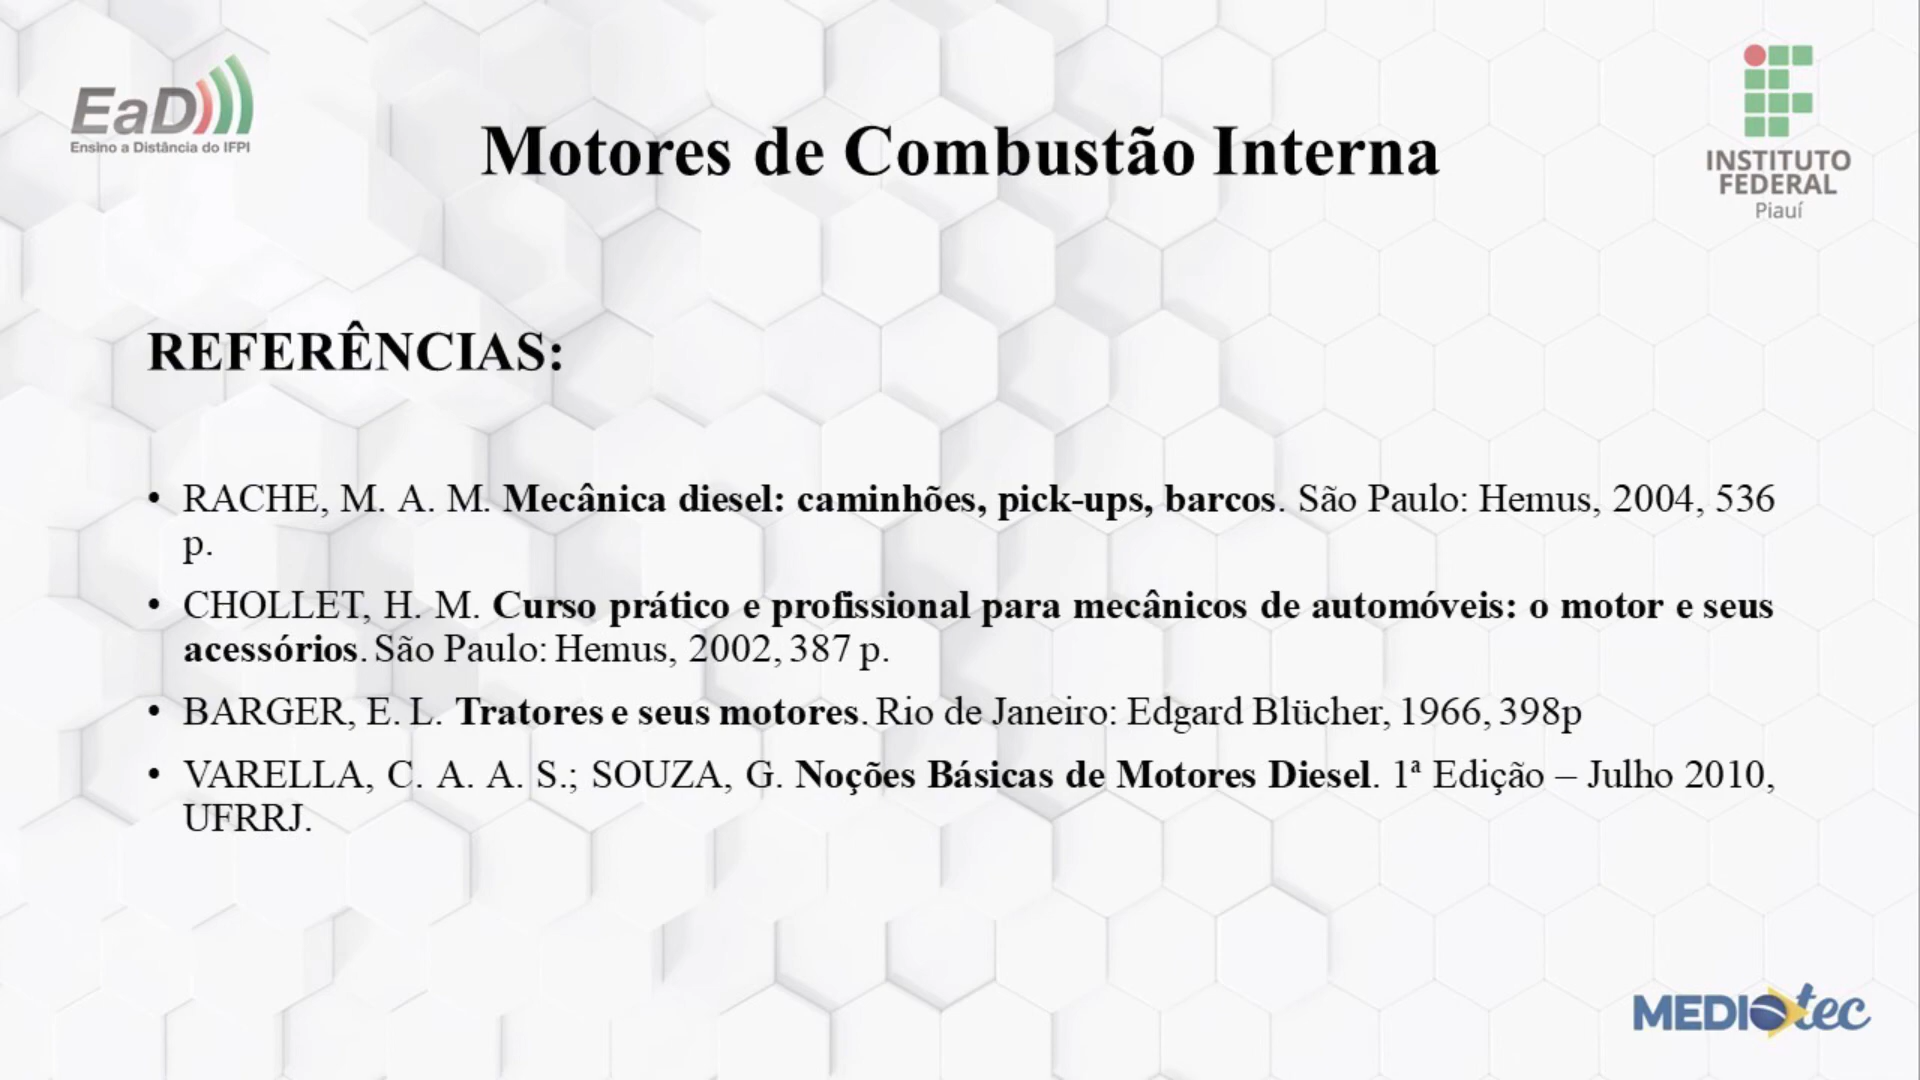 EaD
Ensino a Distância do IFPI
Motores de Combustão Interna
INSTITUTO
FEDERAL
Piauí
REFERÊNCIAS:
• RACHE, M. A. M. Mecânica diesel: caminhões, pick-ups, barcos. São Paulo: Hemus, 2004, 536
p.
• CHOLLET, H. M. Curso prático e profissional para mecânicos de automóveis: o motor e seus
acessórios. São Paulo: Hemus, 2002, 387 p.
• BARGER, E. L. Tratores e seus motores. Rio de Janeiro: Edgard Blücher, 1966, 398p
• VARELLA, C. A. A. S.; SOUZA, G. Noções Básicas de Motores Diesel. 1ª Edição – Julho 2010,
UFRRJ.
MEDIOtec